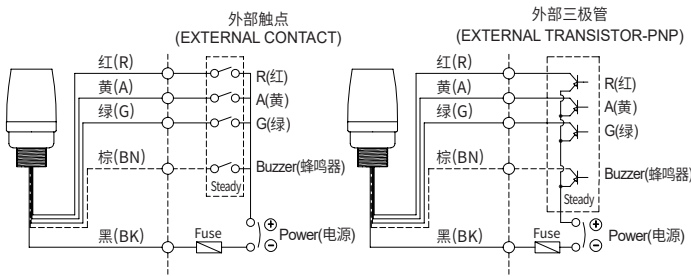 外部触点
(EXTERNAL CONTACT)
红(R)
黄(A)
绿(G)
棕(BN)
黑(BK)
R(红)
A(黄)
G(绿)
Buzzer(蜂鸣器)
Steady
Fuse
Power(电源)
外部三极管
(EXTERNAL TRANSISTOR-PNP)
红(R)
黄(A)
绿(G)
棕(BN)
黑(BK)
R(红)
A(黄)
G(绿)
Buzzer(蜂鸣器)
Steady
Fuse
Power(电源)